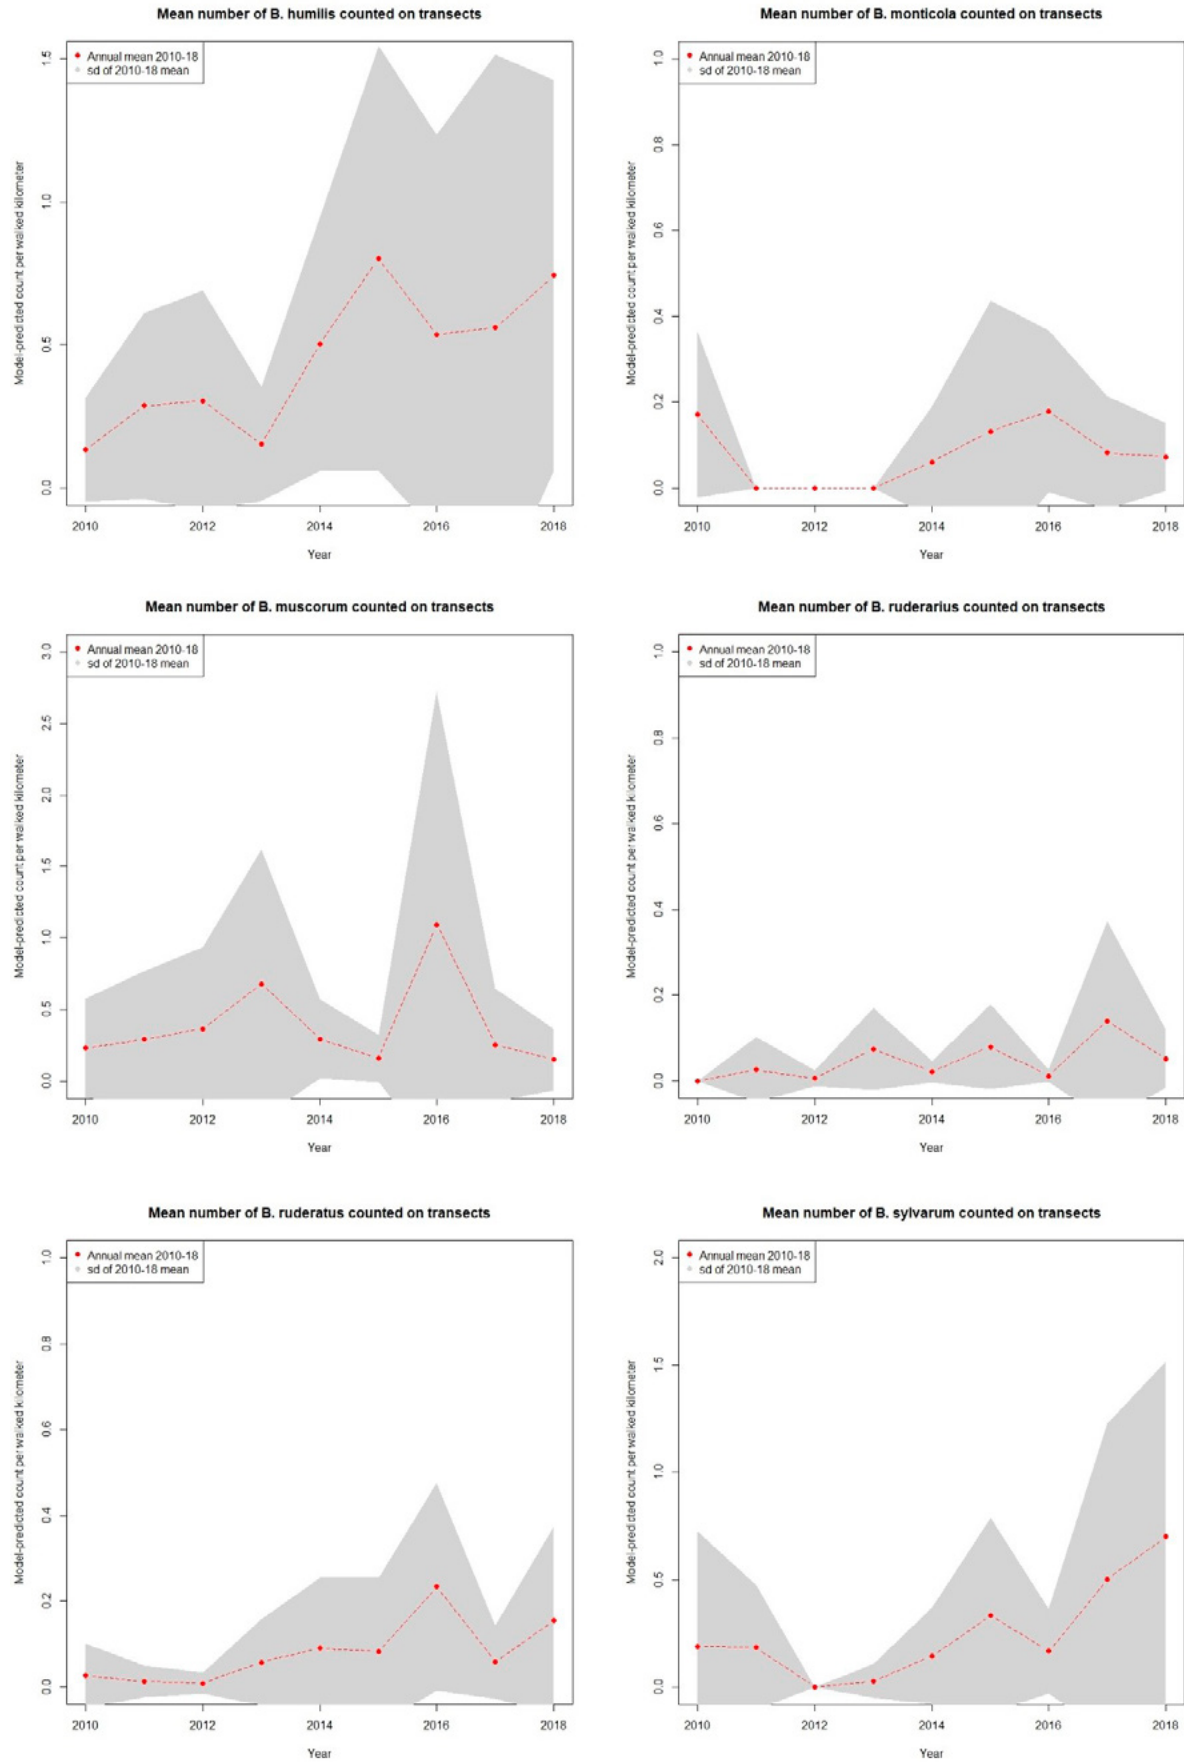 Mean number of B. humilis counted on transects
Annual mean 2010-18
sd of 2010-18 mean
Model-predicted count per walked kilometer
1.5
1.0
0.5
0.0
2010 2012 2014 2016 2018
Year
Mean number of B. monticola counted on transects
Annual mean 2010-18
sd of 2010-18 mean
Model-predicted count per walked kilometer
1.0
0.8
0.6
0.4
0.2
0.0
2010 2012 2014 2016 2018
Year
Mean number of B. muscorum counted on transects
Annual mean 2010-18
sd of 2010-18 mean
Model-predicted count per walked kilometer
3.0
2.5
2.0
1.5
1.0
0.5
0.0
2010 2012 2014 2016 2018
Year
Mean number of B. ruderarius counted on transects
Annual mean 2010-18
sd of 2010-18 mean
Model-predicted count per walked kilometer
1.0
0.8
0.6
0.4
0.2
0.0
2010 2012 2014 2016 2018
Year
Mean number of B. ruderatus counted on transects
Annual mean 2010-18
sd of 2010-18 mean
Model-predicted count per walked kilometer
1.0
0.8
0.6
0.4
0.2
0.0
2010 2012 2014 2016 2018
Year
Mean number of B. sylvarum counted on transects
Annual mean 2010-18
sd of 2010-18 mean
Model-predicted count per walked kilometer
2.0
1.5
1.0
0.5
0.0
2010 2012 2014 2016 2018
Year